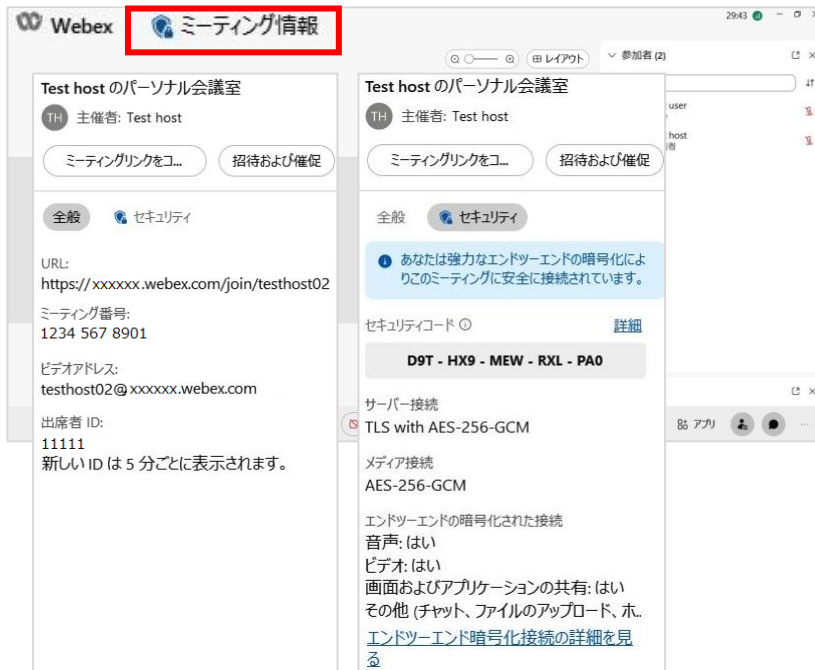 Webex
ミーティング情報
29:43
レイアウト
参加者 (2)
user
host
Test host のパーソナル会議室
TH 主催者: Test host
ミーティングリンクをコ...
招待および催促
全般
セキュリティ
URL:
https://xxxxxx.webex.com/join/testhost02
ミーティング番号:
1234 567 8901
ビデオアドレス:
testhost02@xxxxxx.webex.com
出席者 ID:
11111
新しい ID は 5 分ごとに表示されます。
Test host のパーソナル会議室
TH 主催者: Test host
ミーティングリンクをコ...
招待および催促
全般
セキュリティ
あなたは強力なエンドツーエンドの暗号化によ
りこのミーティングに安全に接続されています。
セキュリティコード
詳細
D9T - HX9 - MEW - RXL - PA0
サーバー接続
TLS with AES-256-GCM
メディア接続
AES-256-GCM
エンドツーエンドの暗号化された接続
音声: はい
ビデオ: はい
画面およびアプリケーションの共有: はい
その他 (チャット、ファイルのアップロード、ホ..
エンドツーエンド暗号化接続の詳細を見
る
アプリ